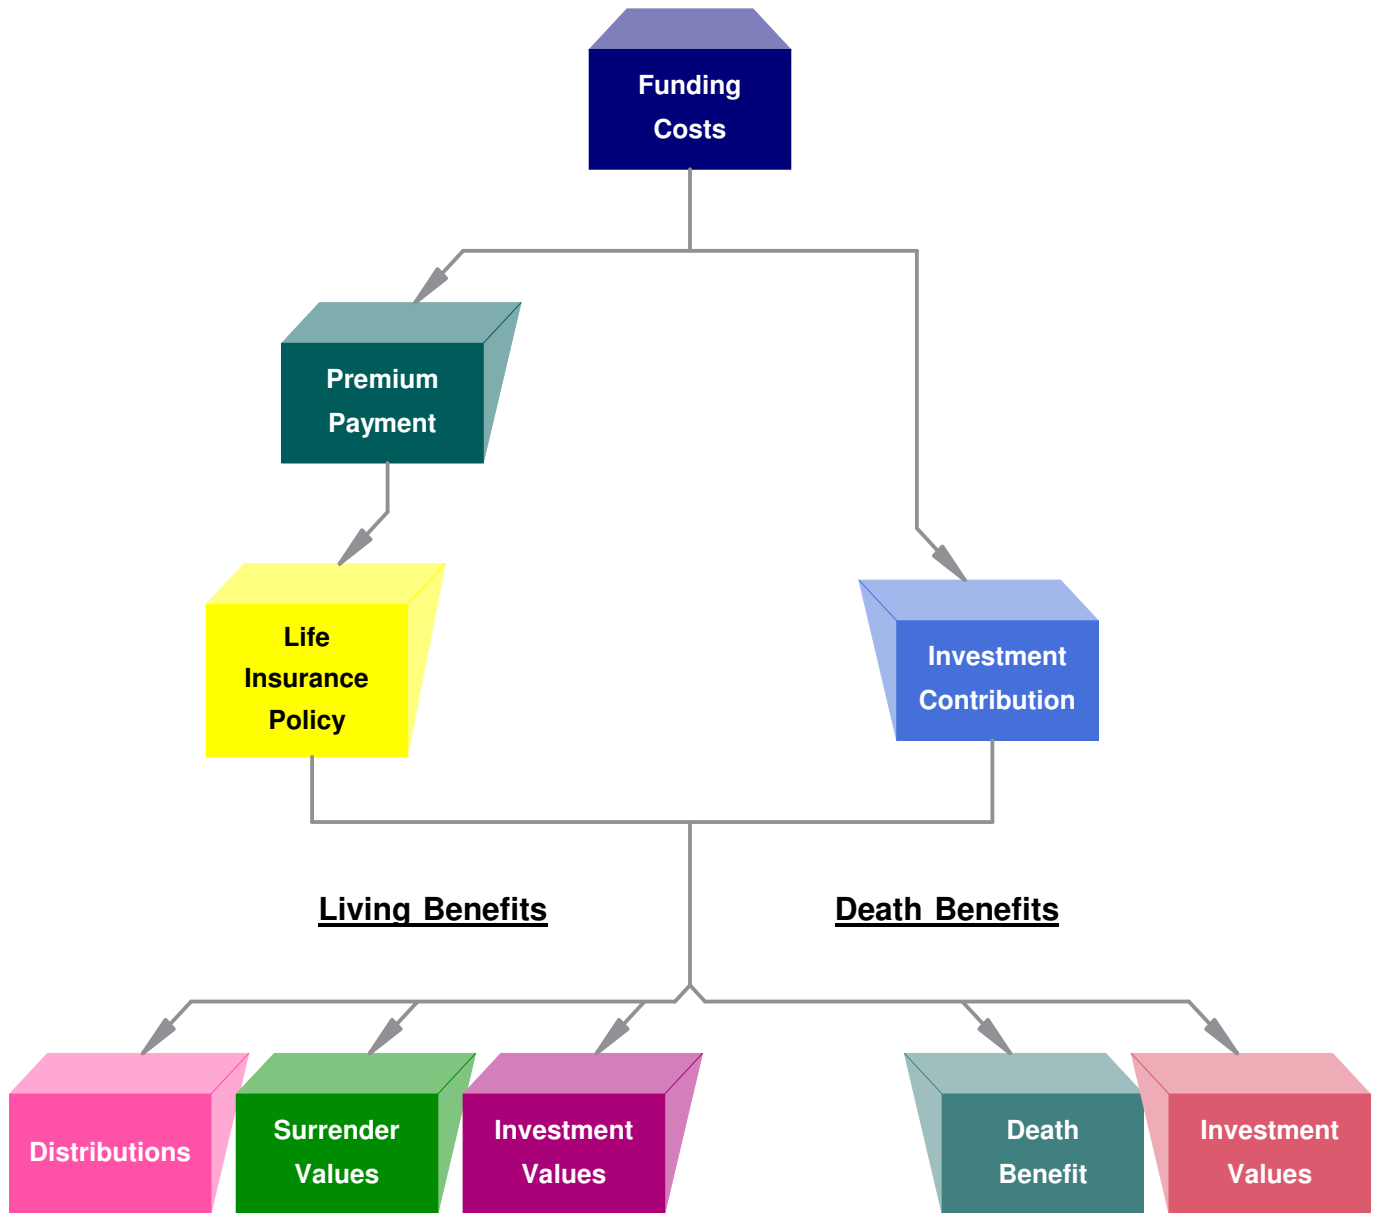 Funding
Costs
Premium
Payment
Life
Insurance
Policy
Investment
Contribution
Living Benefits
Death Benefits
Distributions
Surrender
Values
Investment
Values
Death
Benefit
Investment
Values